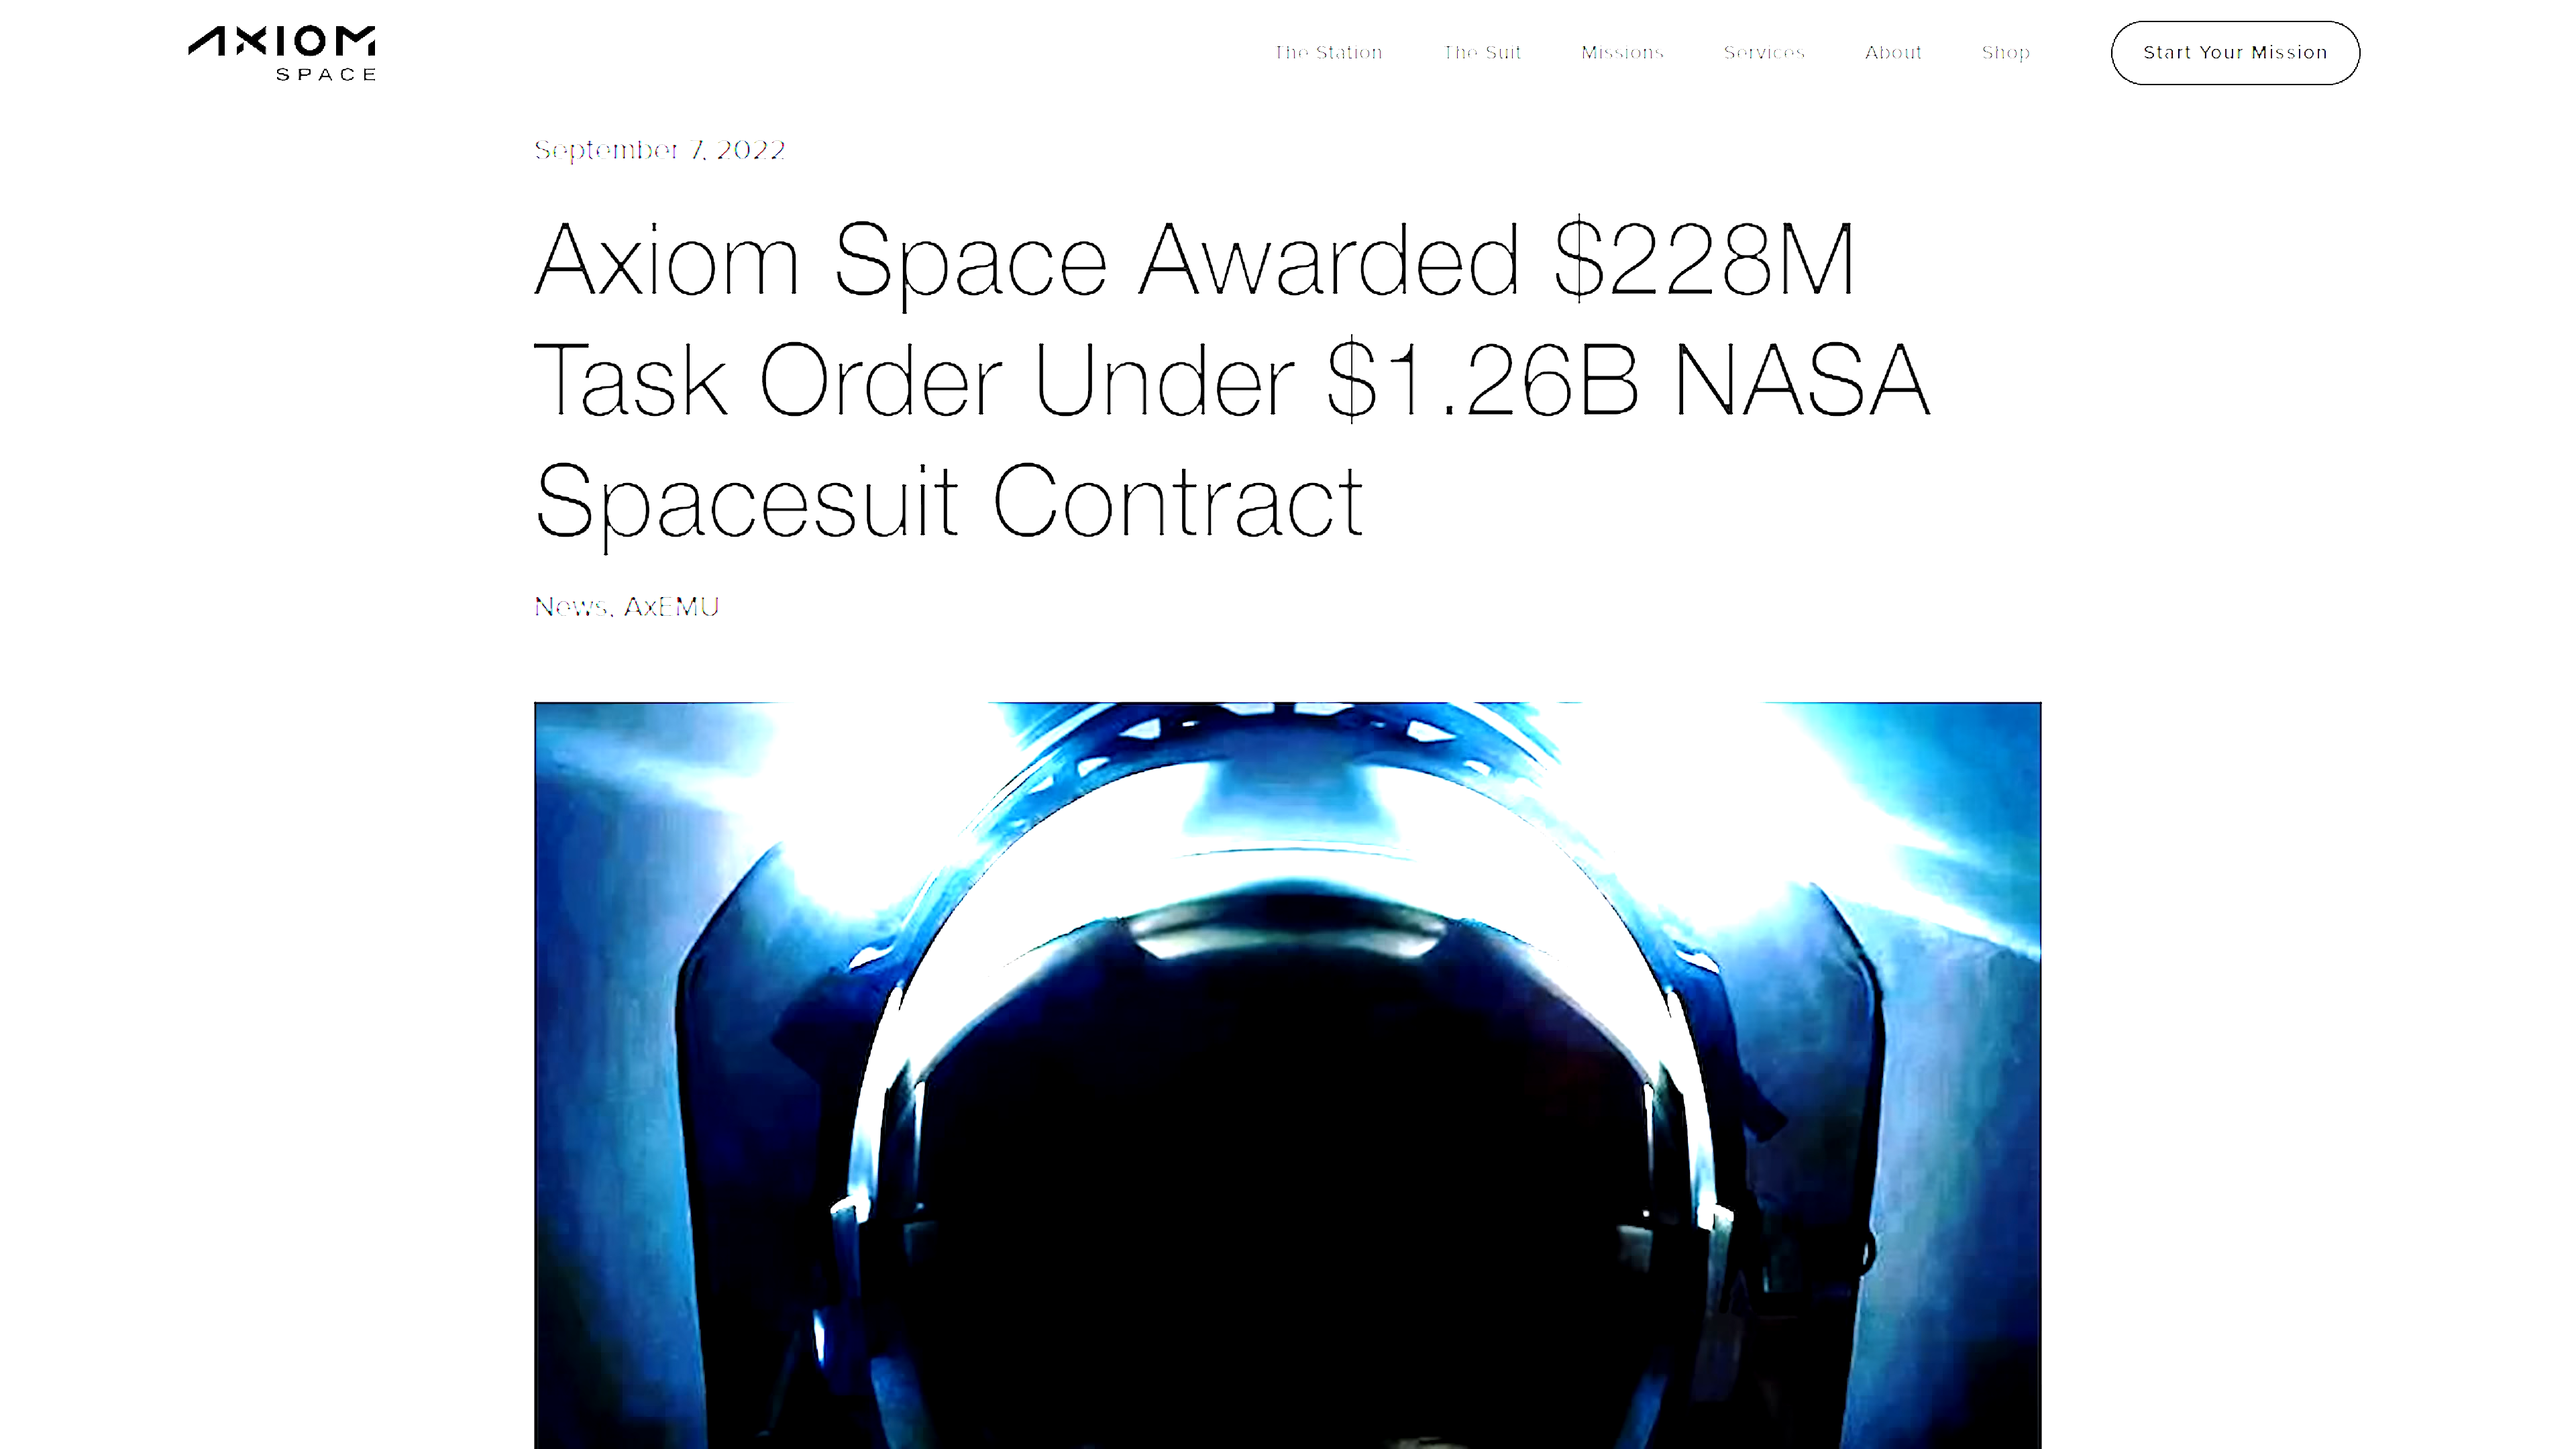 AXIOM
SPACE
The Station The Suit Missions Services About Shop Start Your Mission
September 7, 2022
Axiom Space Awarded $228M
Task Order Under $1.26B NASA
Spacesuit Contract
News, AxEMU